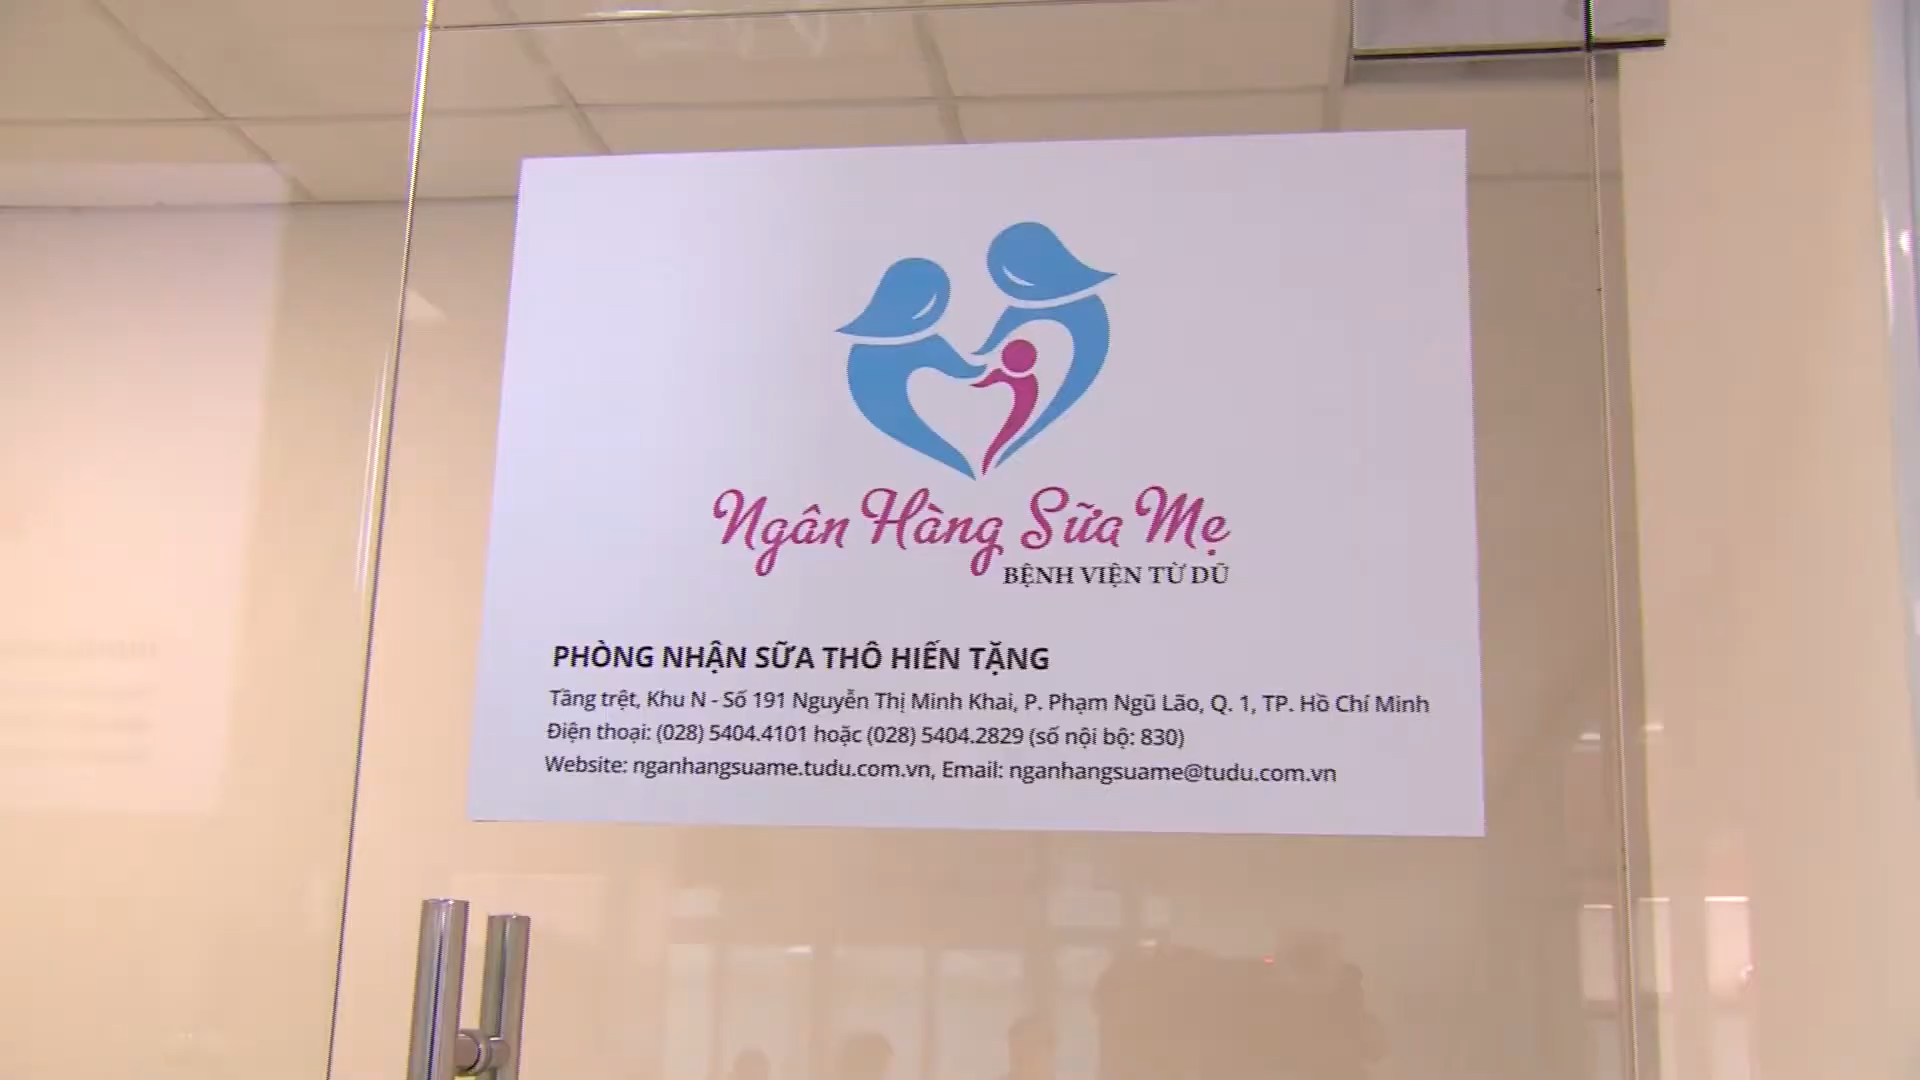 Ngân Hàng Sữa Mẹ
BỆNH VIỆN TỪ DŨ
PHÒNG NHẬN SỮA THÔ HIẾN TẶNG
Tầng trệt, Khu N - Số 191 Nguyễn Thị Minh Khai, P. Phạm Ngũ Lão, Q. 1, TP. Hồ Chí Minh
Điện thoại: (028) 5404.4101 hoặc (028) 5404.2829 (số nội bộ: 830)
Website: nganhangsuame.tudu.com.vn, Email: nganhangsuame@tudu.com.vn